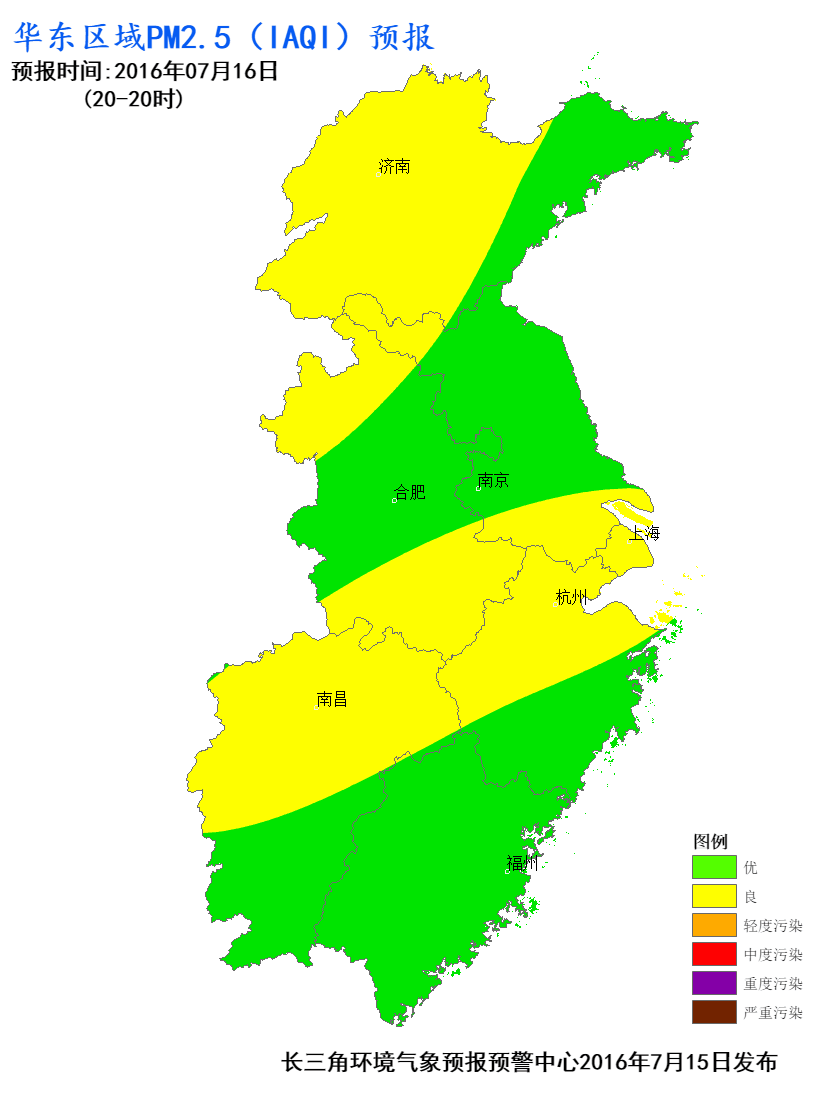 华东区域PM2.5（IAQI）预报
预报时间:2016年07月16日
(20-20时)
济南
南京
合肥
上海
杭州
南昌
福州
图例
优
良
轻度污染
中度污染
重度污染
严重污染
长三角环境气象预报预警中心2016年7月15日发布